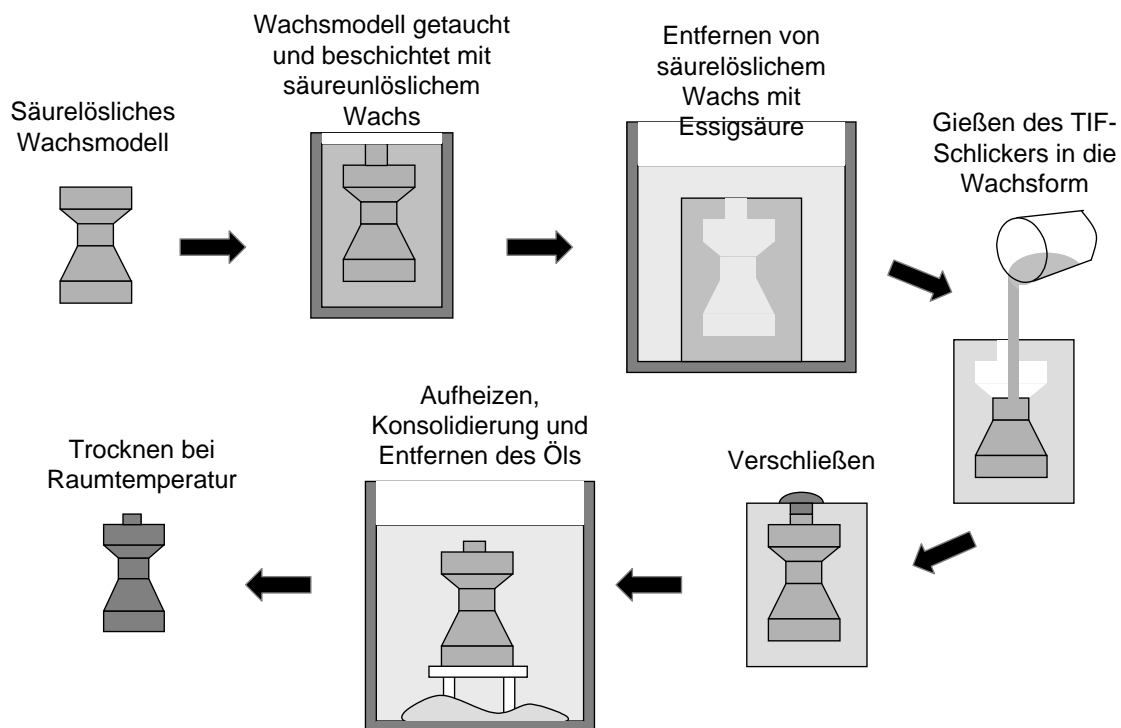 Säurelösliches
Wachsmodell
Wachsmodell getaucht
und beschichtet mit
säureunlöslichem
Wachs
Entfernen von
säurelöslichem
Wachs mit
Essigsäure
Gießen des TIF-
Schlickers in die
Wachsform
Verschließen
Aufheizen,
Konsolidierung und
Entfernen des Öls
Trocknen bei
Raumtemperatur